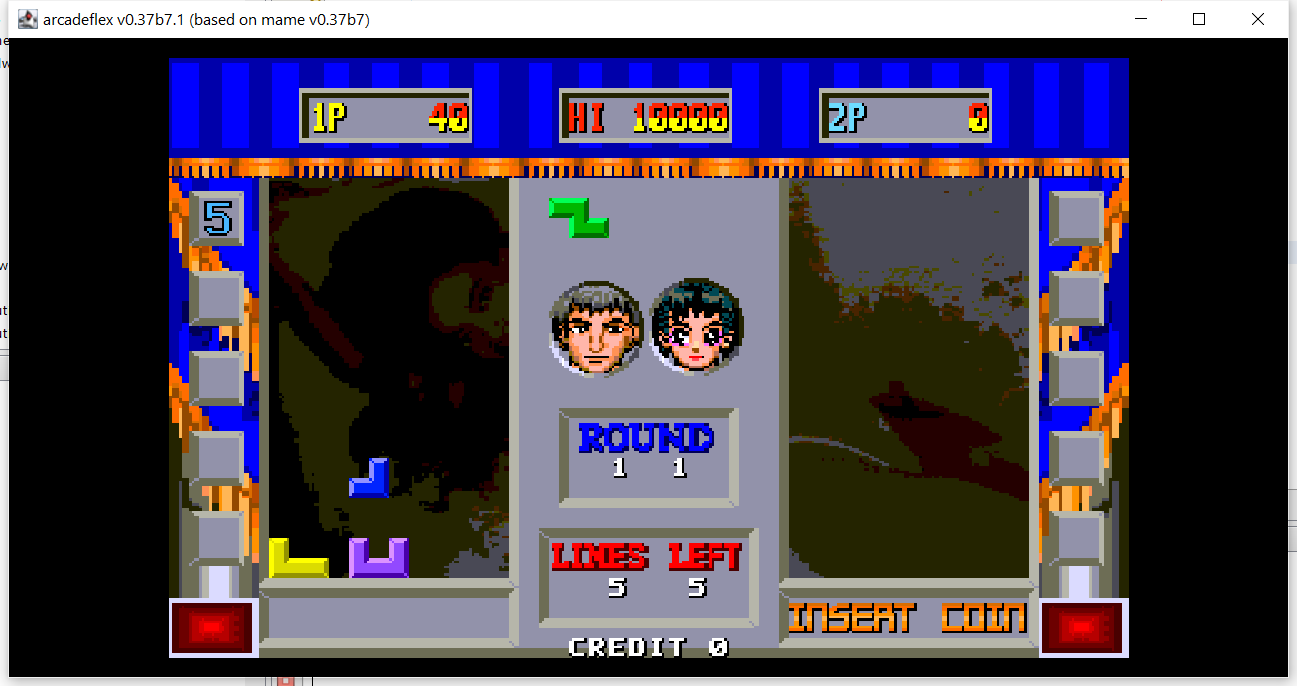 arcadeflex v0.37b7.1 (based on mame v0.37b7)
1P 40 HI 10000 2P 0
5
ROUND
1 1
LINES LEFT
5 5
INSERT COIN
CREDIT 0